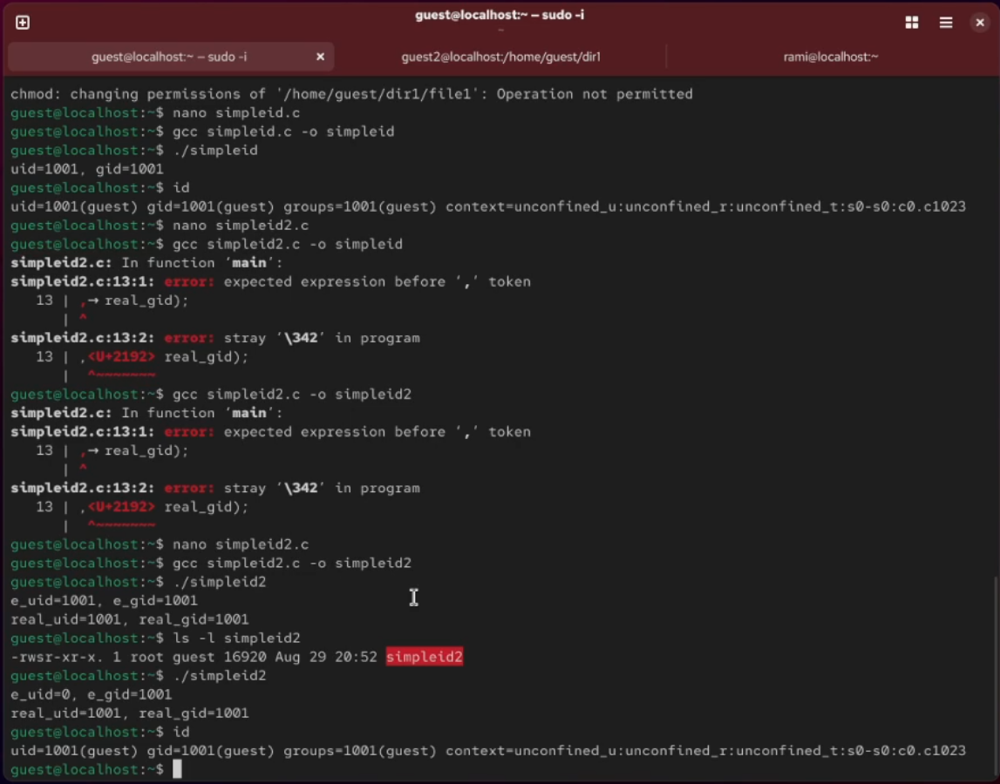 guest@localhost:~ — sudo -i
~
guest@localhost:~ — sudo -i
guest2@localhost:/home/guest/dir1
rami@localhost:~
chmod: changing permissions of '/home/guest/dir1/file1': Operation not permitted
guest@localhost:~$ nano simpleid.c
guest@localhost:~$ gcc simpleid.c -o simpleid
guest@localhost:~$ ./simpleid
uid=1001, gid=1001
guest@localhost:~$ id
uid=1001(guest) gid=1001(guest) groups=1001(guest) context=unconfined_u:unconfined_r:unconfined_t:s0-s0:c0.c1023
guest@localhost:~$ nano simpleid2.c
guest@localhost:~$ gcc simpleid2.c -o simpleid
simpleid2.c: In function ‘main’:
simpleid2.c:13:1: error: expected expression before ‘,’ token
   13 | ,→ real_gid);
      | ^
simpleid2.c:13:2: error: stray ‘\342’ in program
   13 | ,<U+2192> real_gid);
      |  ^~~~~~~~
guest@localhost:~$ gcc simpleid2.c -o simpleid2
simpleid2.c: In function ‘main’:
simpleid2.c:13:1: error: expected expression before ‘,’ token
   13 | ,→ real_gid);
      | ^
simpleid2.c:13:2: error: stray ‘\342’ in program
   13 | ,<U+2192> real_gid);
      |  ^~~~~~~~
guest@localhost:~$ nano simpleid2.c
guest@localhost:~$ gcc simpleid2.c -o simpleid2
guest@localhost:~$ ./simpleid2
e_uid=1001, e_gid=1001
real_uid=1001, real_gid=1001
guest@localhost:~$ ls -l simpleid2
-rwsr-xr-x. 1 root guest 16920 Aug 29 20:52 simpleid2
guest@localhost:~$ ./simpleid2
e_uid=0, e_gid=1001
real_uid=1001, real_gid=1001
guest@localhost:~$ id
uid=1001(guest) gid=1001(guest) groups=1001(guest) context=unconfined_u:unconfined_r:unconfined_t:s0-s0:c0.c1023
guest@localhost:~$